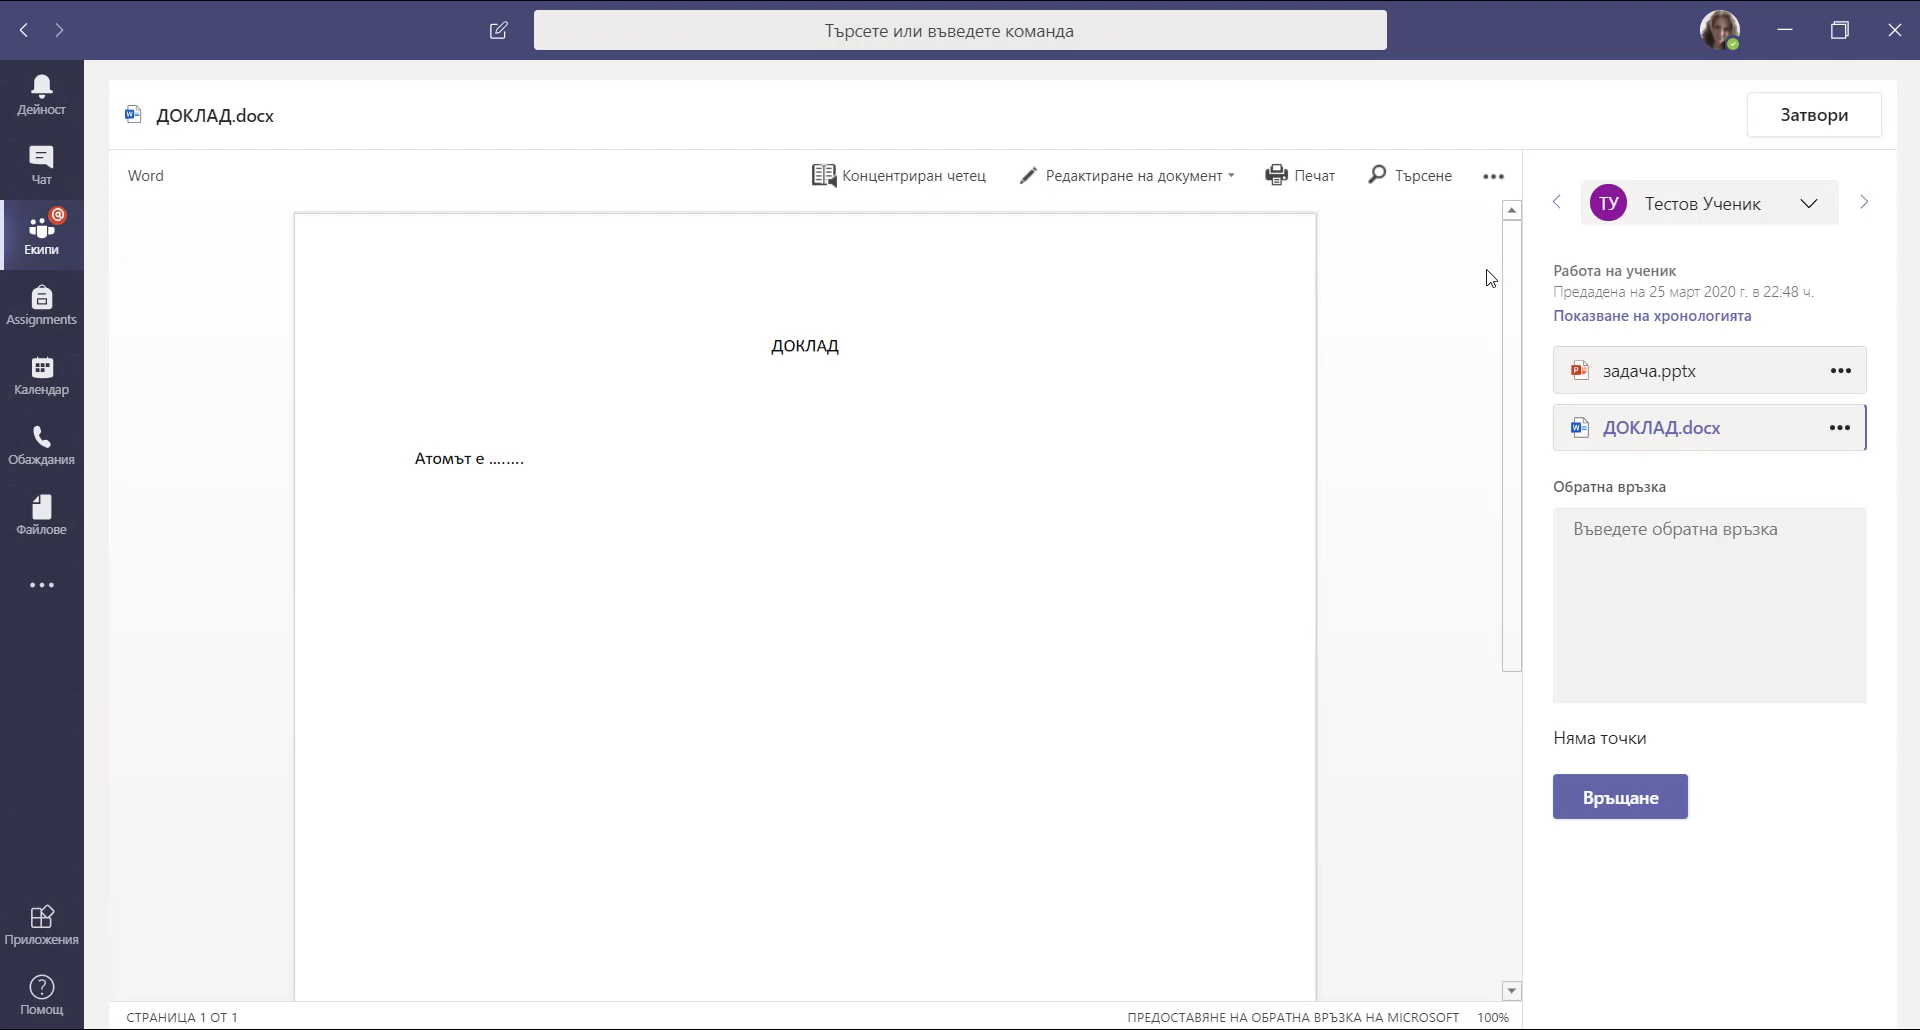 Търсете или въведете команда
Дейност
Чат
@
Екипи
Assignments
Календар
Обаждания
Файлове
Приложения
Помощ
ДОКЛАД.docx
Затвори
Word
Концентриран четец
Редактиране на документ
Печат
Търсене
ДОКЛАД
Атомът е ........
СТРАНИЦА 1 ОТ 1
ПРЕДОСТАВЯНЕ НА ОБРАТНА ВРЪЗКА НА MICROSOFT
100%
ТУ
Тестов Ученик
Работа на ученик
Предадена на 25 март 2020 г. в 22:48 ч.
Показване на хронологията
задача.pptx
ДОКЛАД.docx
Обратна връзка
Въведете обратна връзка
Няма точки
Връщане